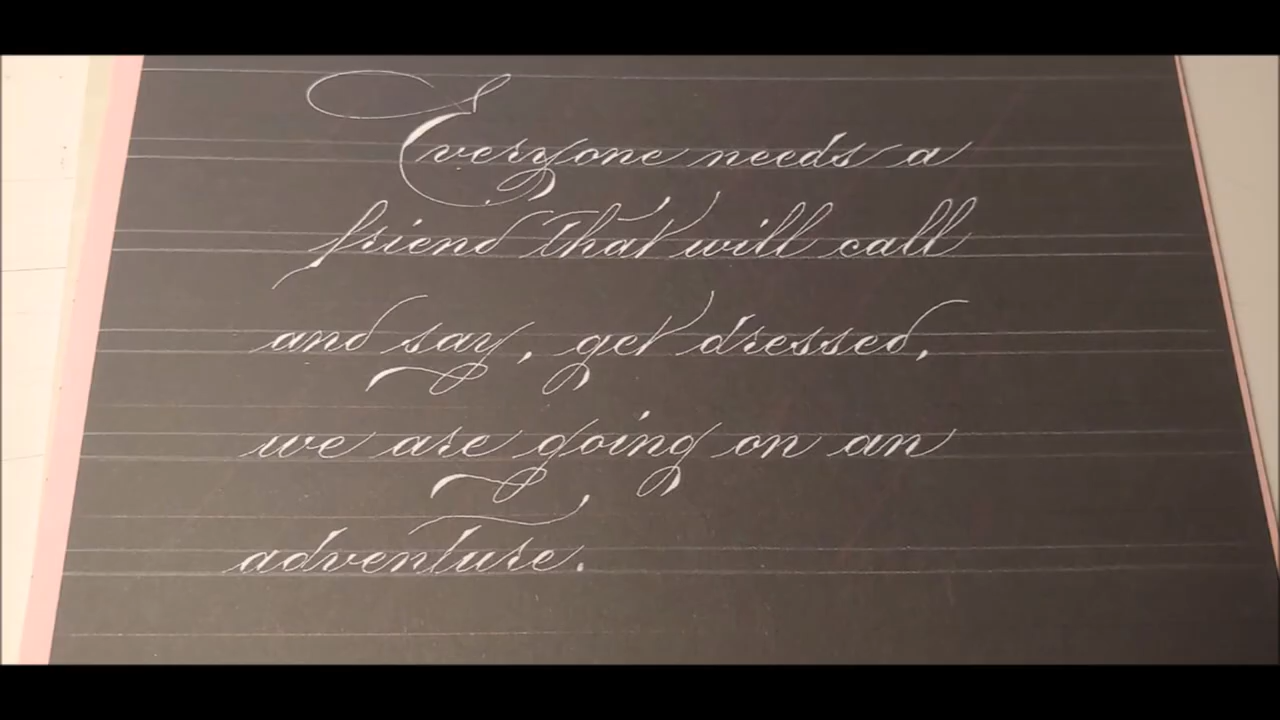 Everyone needs a
friend that will call
and say, get dressed,
we are going on an
adventure.